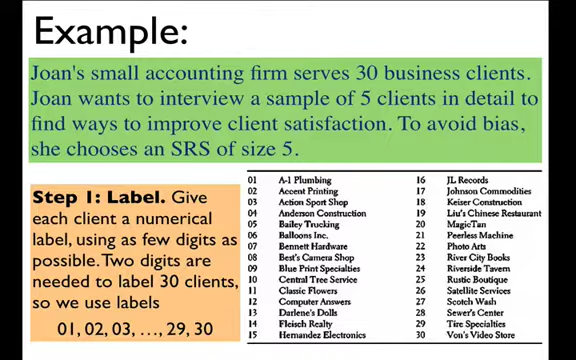 Example:
Joan's small accounting firm serves 30 business clients.
Joan wants to interview a sample of 5 clients in detail to
find ways to improve client satisfaction. To avoid bias,
she chooses an SRS of size 5.
Step 1: Label. Give
each client a numerical
label, using as few digits as
possible. Two digits are
needed to label 30 clients,
so we use labels
01, 02, 03, …, 29, 30
01 A-1 Plumbing 16 JL Records
02 Accent Printing 17 Johnson Commodities
03 Action Sport Shop 18 Keiser Construction
04 Anderson Construction 19 Liu's Chinese Restaurant
05 Bailey Trucking 20 MagicTan
06 Balloons Inc. 21 Peerless Machine
07 Bennett Hardware 22 Photo Arts
08 Best's Camera Shop 23 River City Books
09 Blue Print Specialties 24 Riverside Tavern
10 Central Tree Service 25 Rustic Boutique
11 Classic Flowers 26 Satellite Services
12 Computer Answers 27 Scotch Wash
13 Darlene's Dolls 28 Sewer's Center
14 Fleisch Realty 29 Tire Specialties
15 Hernandez Electronics 30 Von's Video Store